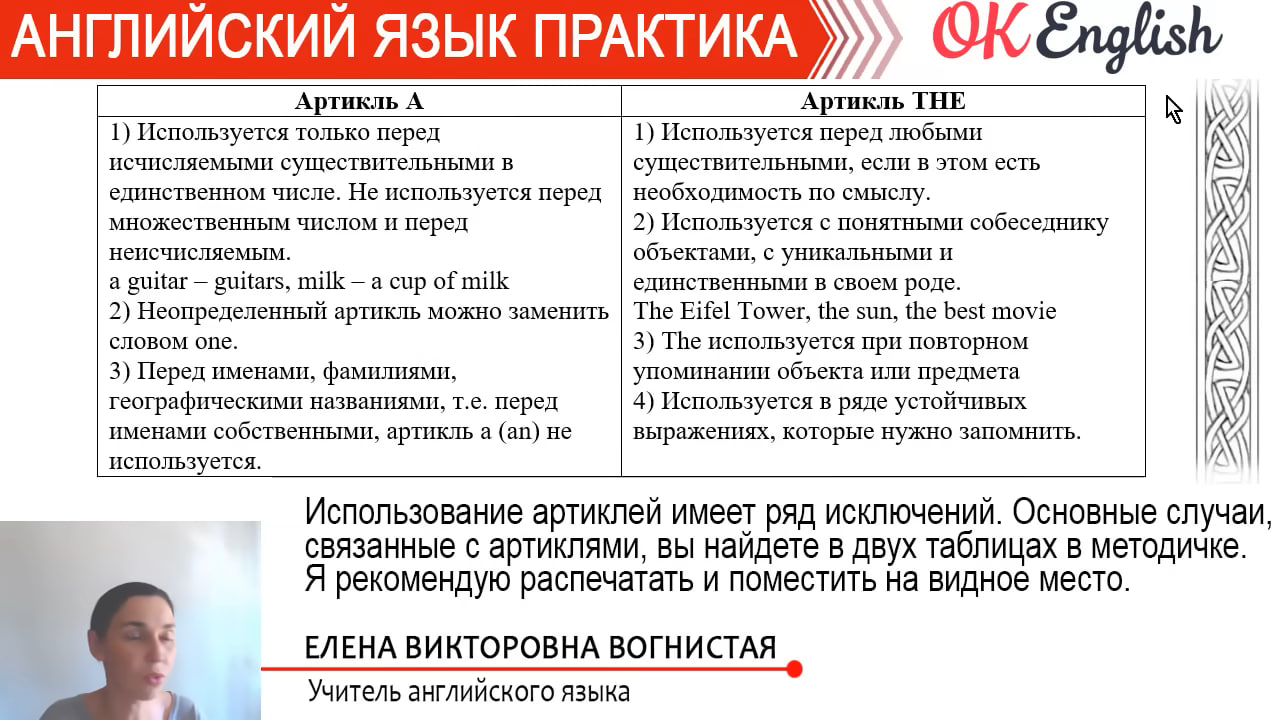 АНГЛИЙСКИЙ ЯЗЫК ПРАКТИКА
OK English
Артикль А
1) Используется только перед
исчисляемыми существительными в
единственном числе. Не используется перед
множественным числом и перед
неисчисляемым.
a guitar – guitars, milk – a cup of milk
2) Неопределенный артикль можно заменить
словом one.
3) Перед именами, фамилиями,
географическими названиями, т.е. перед
именами собственными, артикль a (an) не
используется.
Артикль THE
1) Используется перед любыми
существительными, если в этом есть
необходимость по смыслу.
2) Используется с понятными собеседнику
объектами, с уникальными и
единственными в своем роде.
The Eifel Tower, the sun, the best movie
3) The используется при повторном
упоминании объекта или предмета
4) Используется в ряде устойчивых
выражениях, которые нужно запомнить.
Использование артиклей имеет ряд исключений. Основные случаи,
связанные с артиклями, вы найдете в двух таблицах в методичке.
Я рекомендую распечатать и поместить на видное место.
ЕЛЕНА ВИКТОРОВНА ВОГНИСТАЯ
Учитель английского языка